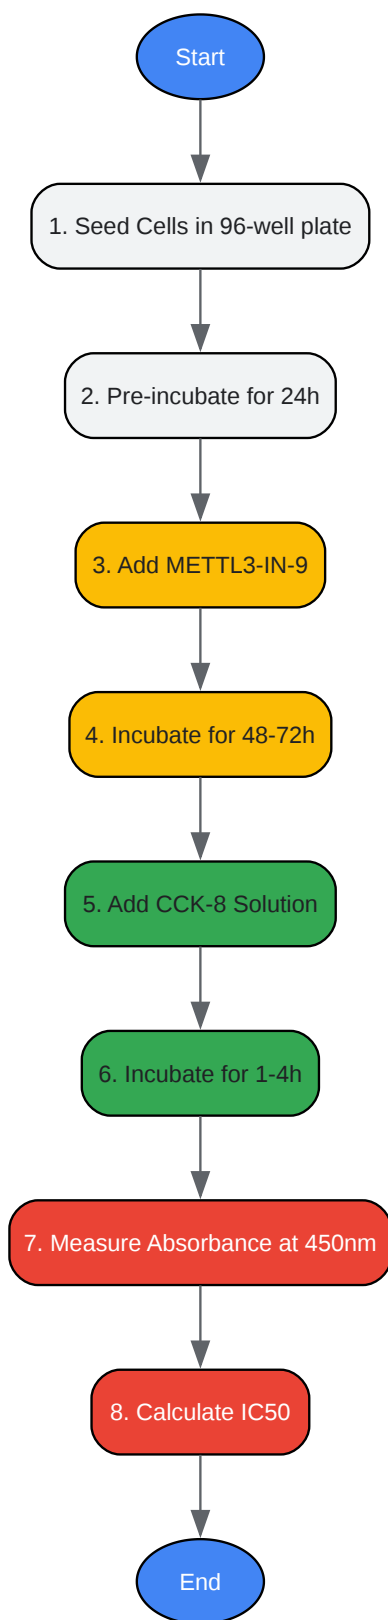 Start
1. Seed Cells in 96-well plate
2. Pre-incubate for 24h
3. Add METTL3-IN-9
4. Incubate for 48-72h
5. Add CCK-8 Solution
6. Incubate for 1-4h
7. Measure Absorbance at 450nm
8. Calculate IC50
End